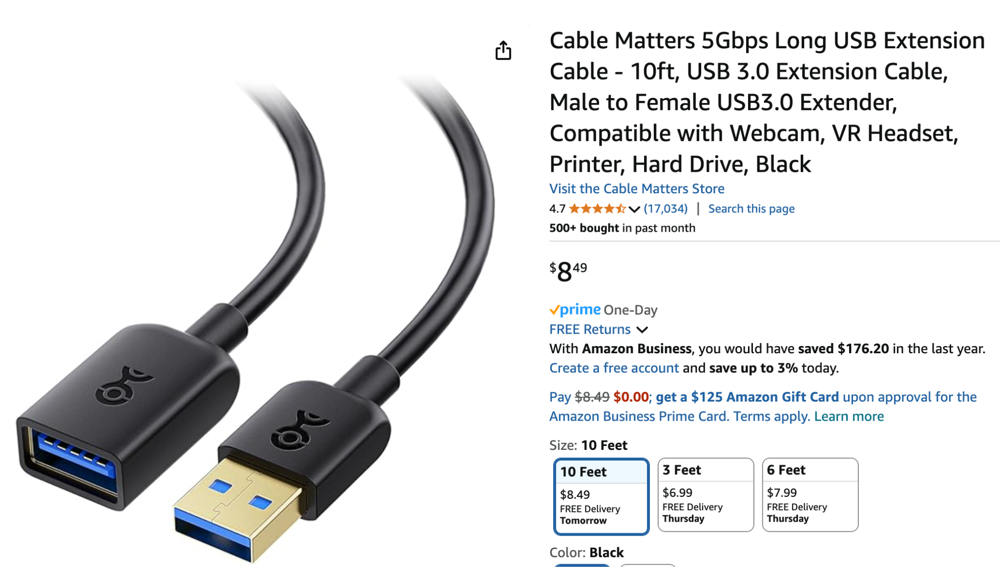 Cable Matters 5Gbps Long USB Extension
Cable - 10ft, USB 3.0 Extension Cable,
Male to Female USB3.0 Extender,
Compatible with Webcam, VR Headset,
Printer, Hard Drive, Black
Visit the Cable Matters Store
4.7 (17,034) | Search this page
500+ bought in past month
$8 49
prime One-Day
FREE Returns
With Amazon Business, you would have saved $176.20 in the last year.
Create a free account and save up to 3% today.
Pay $8.49 $0.00; get a $125 Amazon Gift Card upon approval for the
Amazon Business Prime Card. Terms apply. Learn more
Size: 10 Feet
10 Feet
$8.49
FREE Delivery
Tomorrow
3 Feet
$6.99
FREE Delivery
Thursday
6 Feet
$7.99
FREE Delivery
Thursday
Color: Black